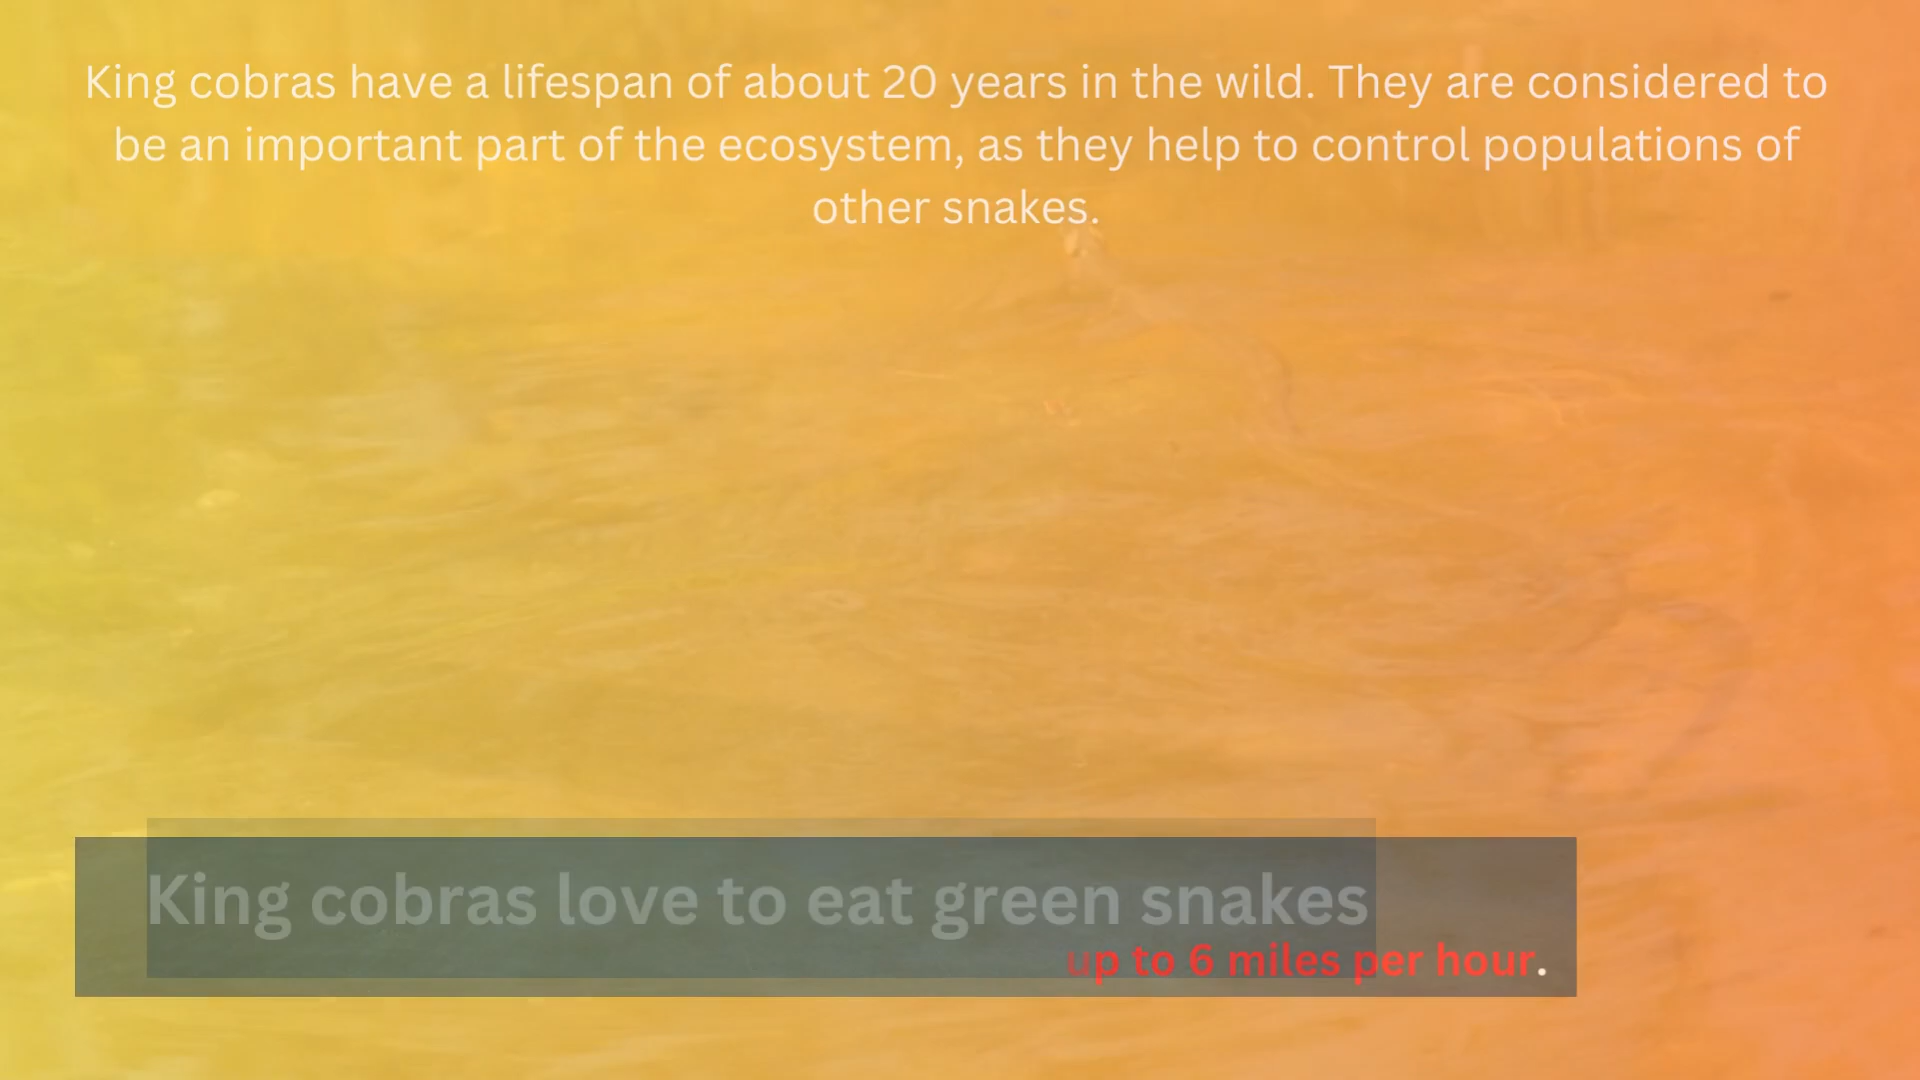 King cobras have a lifespan of about 20 years in the wild. They are considered to
be an important part of the ecosystem, as they help to control populations of
other snakes.
King cobras love to eat green snakes
up to 6 miles per hour.